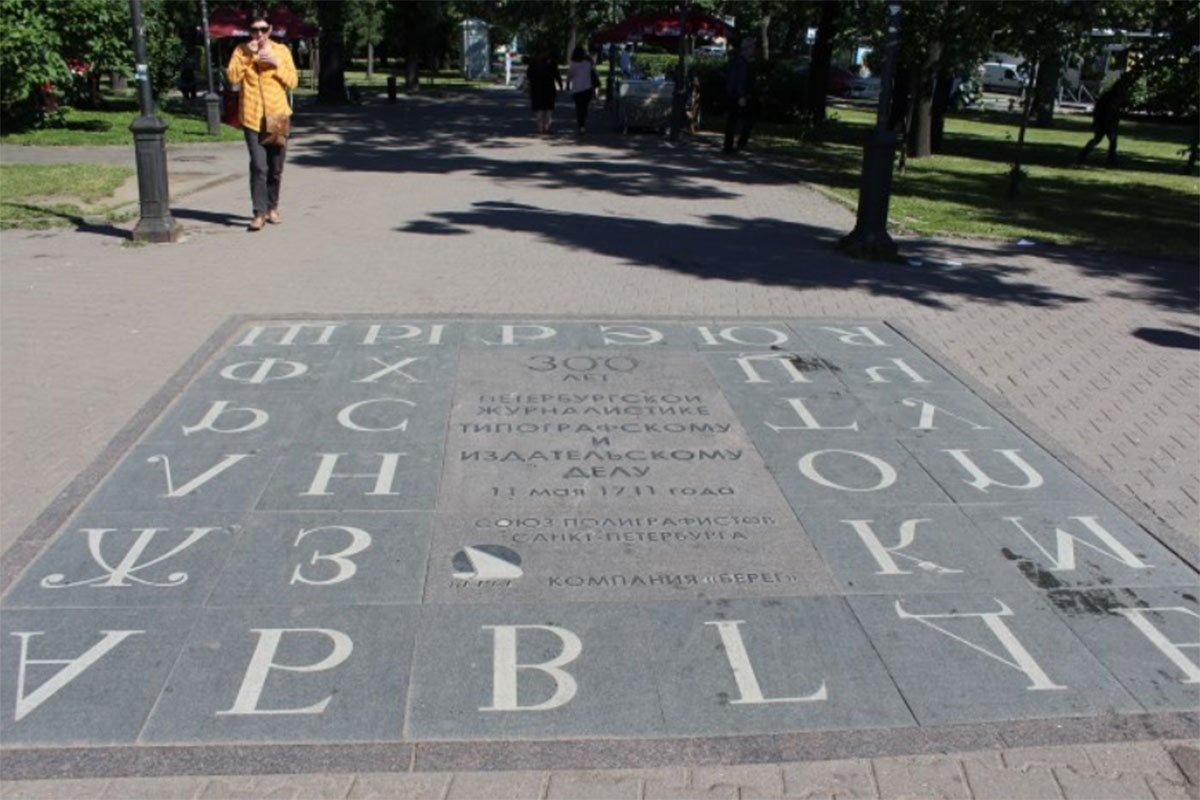 Ш Ы Ь Э Ю Я
Ф Х Ц Ч
Р С Т У
Л Н О
Ж З К И
А Б В Г Д Е
300
ЛЕТ
ПЕТЕРБУРГСКОЙ
ЖУРНАЛИСТИКЕ
ТИПОГРАФСКОМУ
И
ИЗДАТЕЛЬСКОМУ
ДЕЛУ
11 мая 1711 года
СОЮЗ ПОЛИГРАФИСТОВ
САНКТ-ПЕТЕРБУРГА
КОМПАНИЯ «БЕРЕГ»